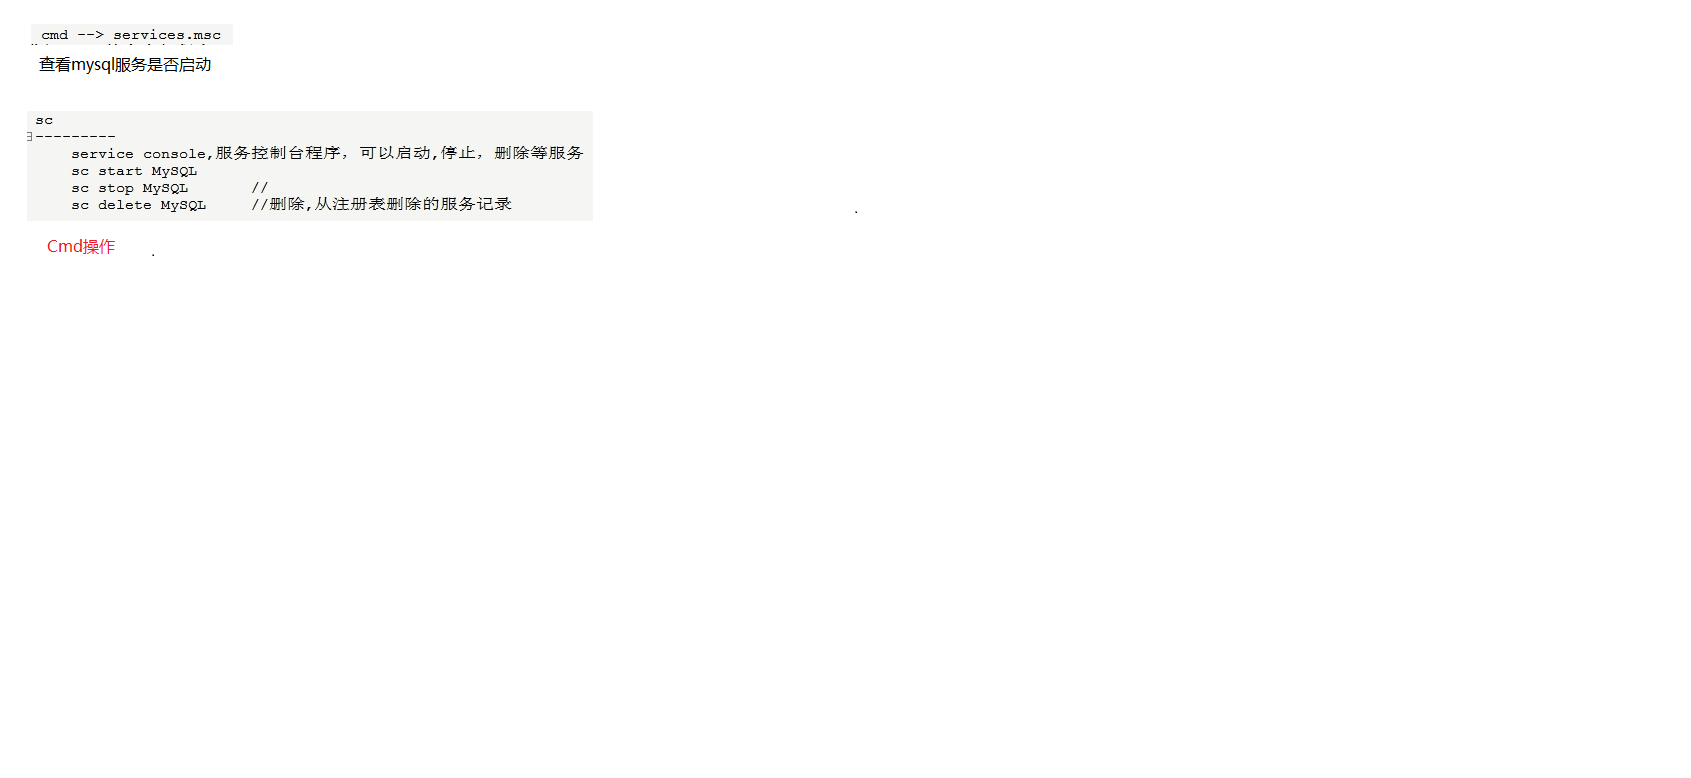 cmd --> services.msc
查看mysql服务是否启动
sc
---------
service console,服务控制台程序，可以启动,停止，删除等服务
sc start MySQL
sc stop MySQL //
sc delete MySQL //删除,从注册表删除的服务记录
Cmd操作